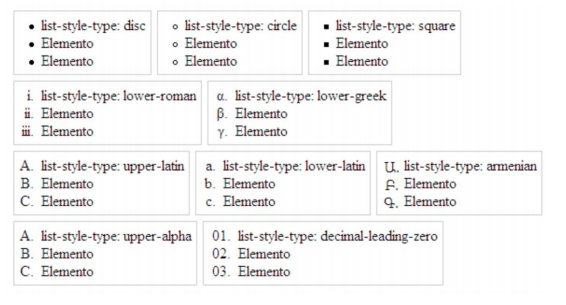 • list-style-type: disc
• Elemento
• Elemento
◦ list-style-type: circle
◦ Elemento
◦ Elemento
▪ list-style-type: square
▪ Elemento
▪ Elemento
i. list-style-type: lower-roman
ii. Elemento
iii. Elemento
α. list-style-type: lower-greek
β. Elemento
γ. Elemento
A. list-style-type: upper-latin
B. Elemento
C. Elemento
a. list-style-type: lower-latin
b. Elemento
c. Elemento
Ա. list-style-type: armenian
Բ. Elemento
Գ. Elemento
A. list-style-type: upper-alpha
B. Elemento
C. Elemento
01. list-style-type: decimal-leading-zero
02. Elemento
03. Elemento